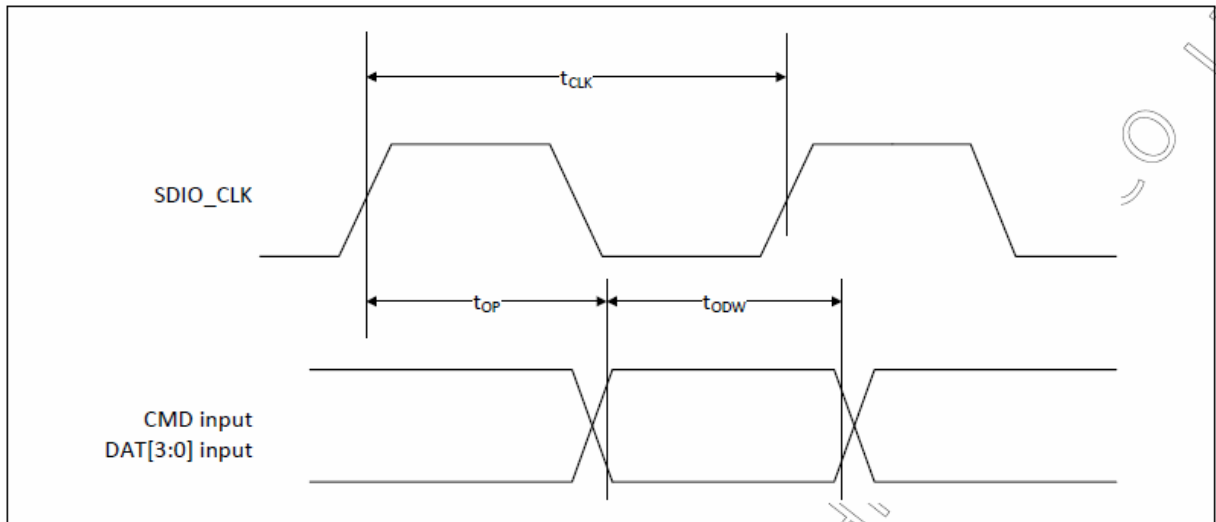 tCLK
SDIO_CLK
tOP
tODW
CMD input
DAT[3:0] input